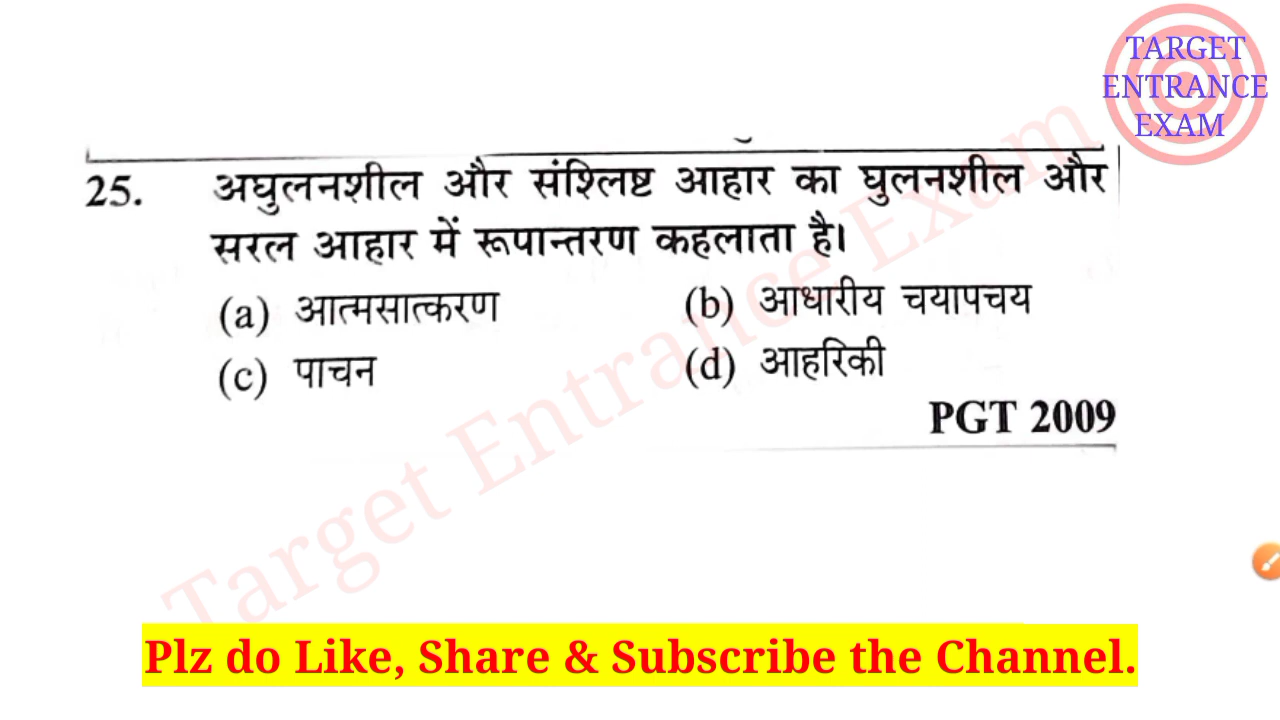 TARGET
ENTRANCE
EXAM
25. अघुलनशील और संश्लिष्ट आहार का घुलनशील और
सरल आहार में रूपान्तरण कहलाता है।
(a) आत्मसात्करण (b) आधारीय चयापचय
(c) पाचन (d) आहरिकी
PGT 2009
Target Entrance Exam
Plz do Like, Share & Subscribe the Channel.